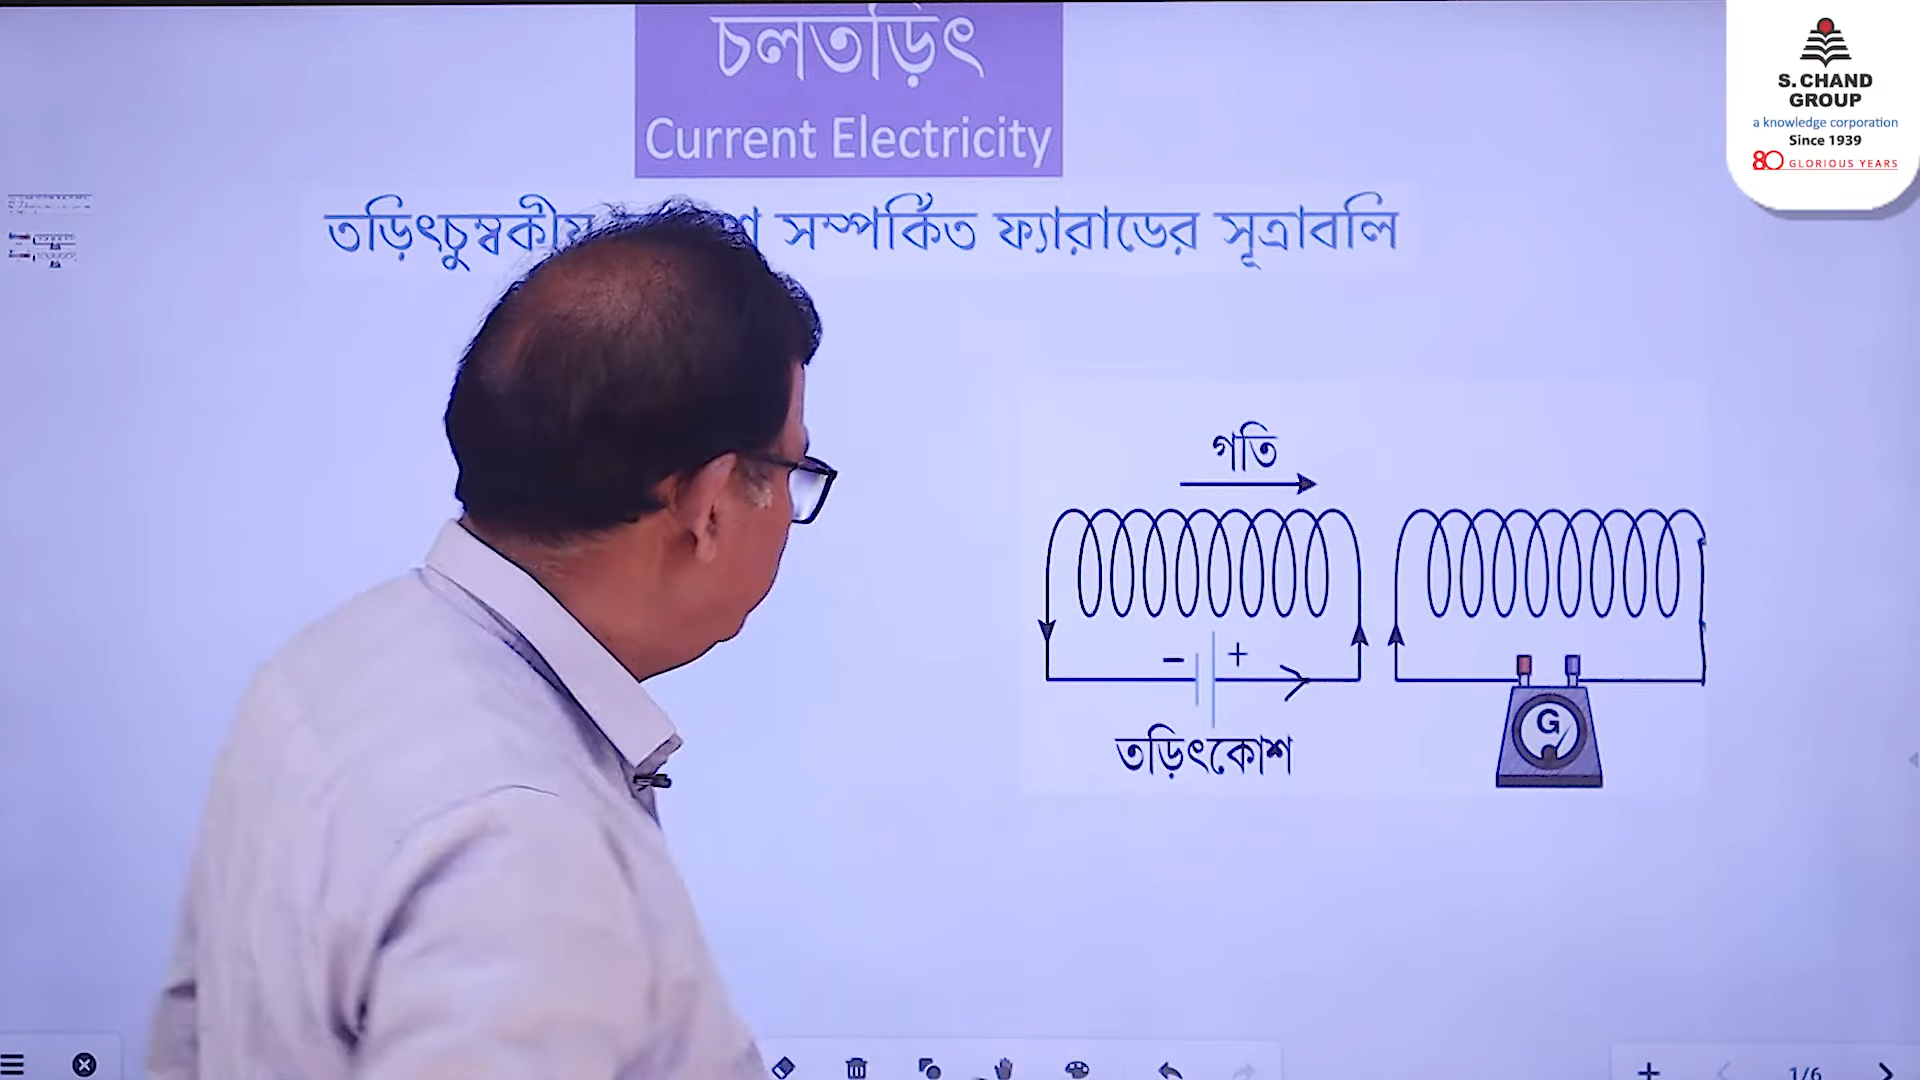 চলতড়িৎ
Current Electricity
S. CHAND
GROUP
a knowledge corporation
Since 1939
80 GLORIOUS YEARS
তড়িৎচুম্বকীয় সম্পর্কিত ফ্যারাডের সূত্রাবলি
গতি
− +
তড়িৎকোশ
G
1/6